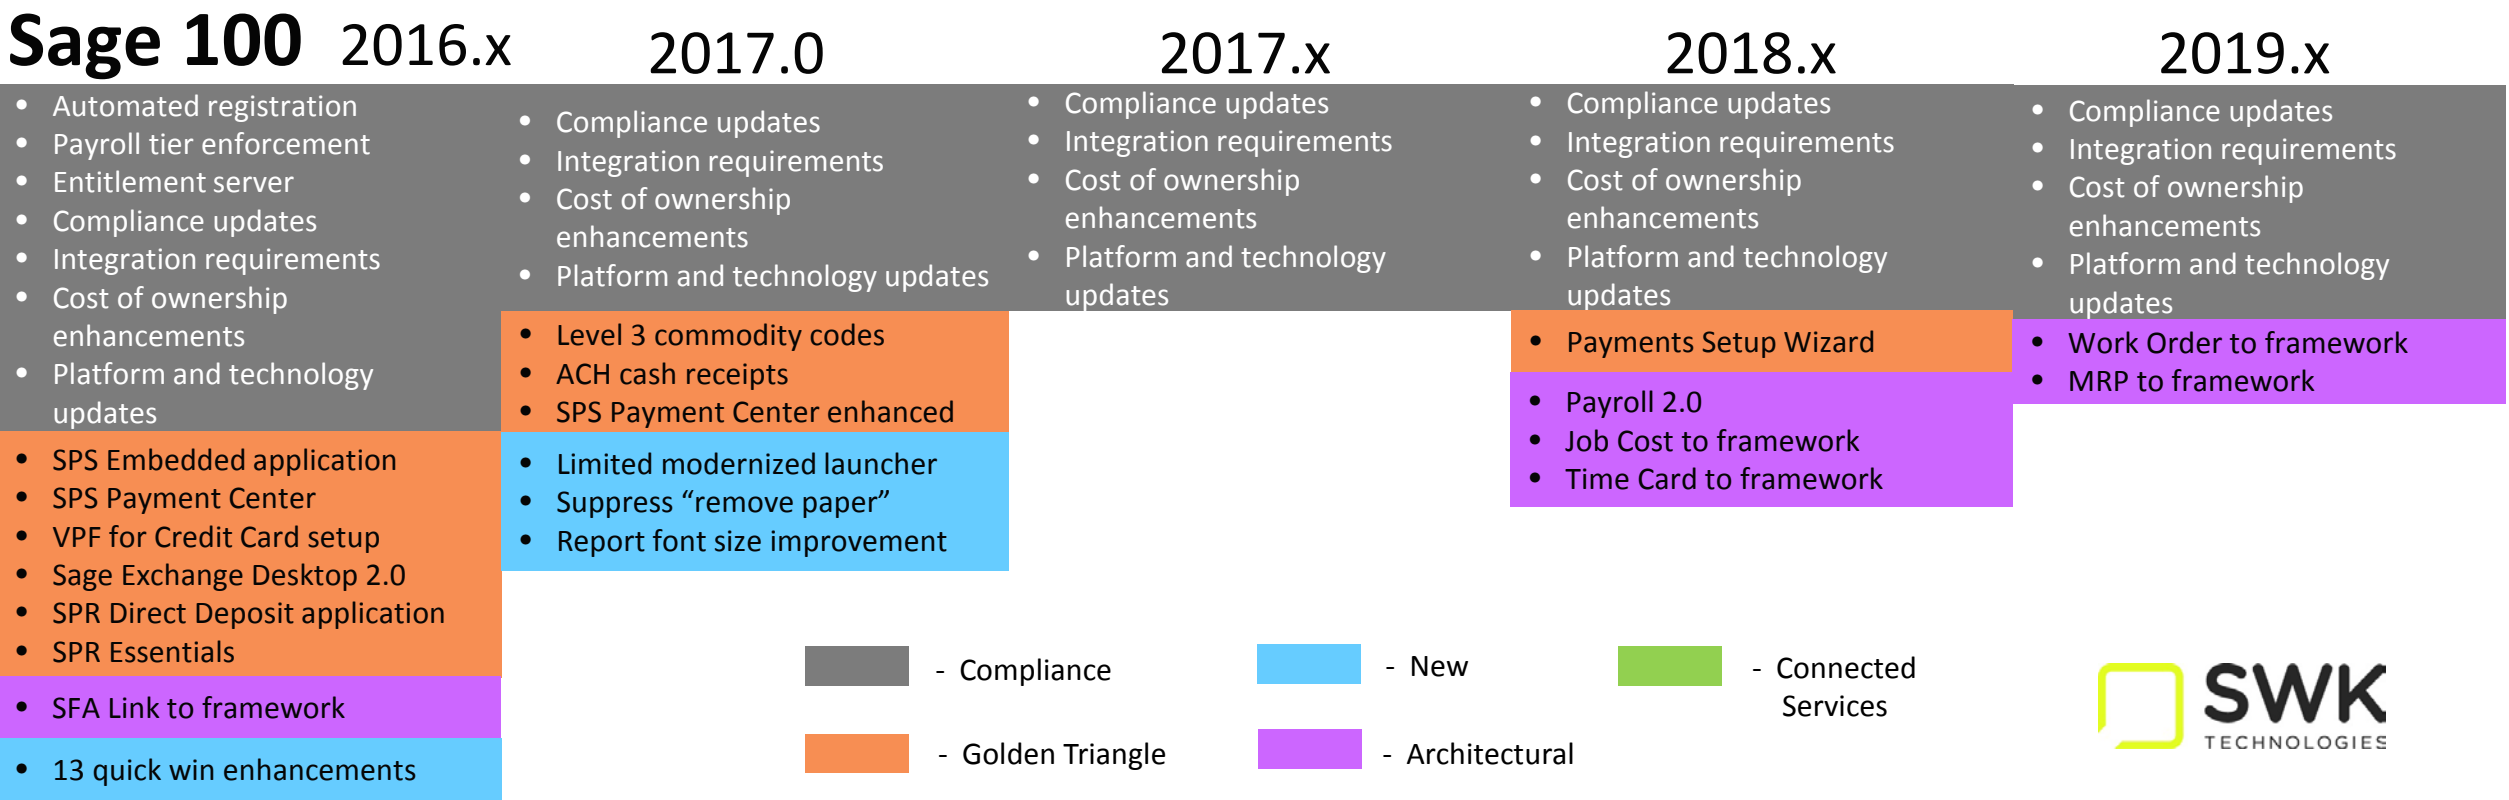 Sage 100 2016.x
• Automated registration
• Payroll tier enforcement
• Entitlement server
• Compliance updates
• Integration requirements
• Cost of ownership
enhancements
• Platform and technology
updates
• SPS Embedded application
• SPS Payment Center
• VPF for Credit Card setup
• Sage Exchange Desktop 2.0
• SPR Direct Deposit application
• SPR Essentials
• SFA Link to framework
• 13 quick win enhancements
2017.0
• Compliance updates
• Integration requirements
• Cost of ownership
enhancements
• Platform and technology updates
• Level 3 commodity codes
• ACH cash receipts
• SPS Payment Center enhanced
• Limited modernized launcher
• Suppress “remove paper”
• Report font size improvement
2017.x
• Compliance updates
• Integration requirements
• Cost of ownership
enhancements
• Platform and technology
updates
2018.x
• Compliance updates
• Integration requirements
• Cost of ownership
enhancements
• Platform and technology
updates
• Payments Setup Wizard
• Payroll 2.0
• Job Cost to framework
• Time Card to framework
2019.x
• Compliance updates
• Integration requirements
• Cost of ownership
enhancements
• Platform and technology
updates
• Work Order to framework
• MRP to framework
- Compliance
- New
- Connected
Services
- Golden Triangle
- Architectural
SWK
TECHNOLOGIES